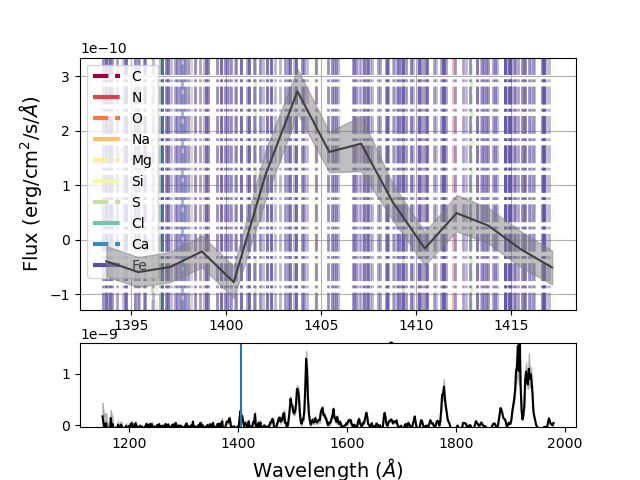 1e−10
Flux (erg/cm²/s/Å)
3
2
1
0
−1
C
N
O
Na
Mg
Si
S
Cl
Ca
Fe
1395 1400 1405 1410 1415
1e−9
1
0
1200 1400 1600 1800 2000
Wavelength (Å)